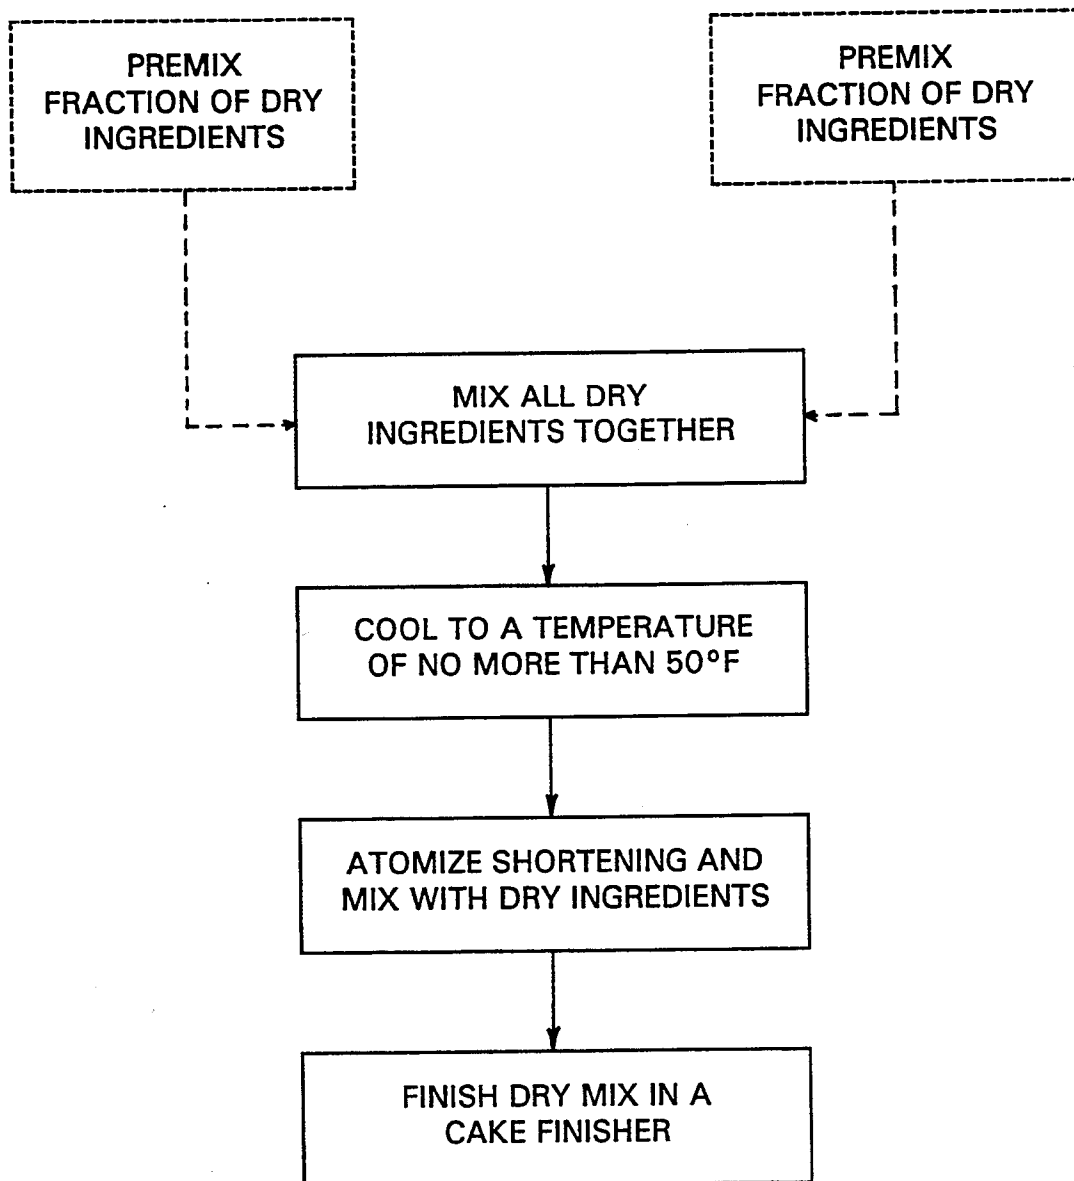 PREMIX
FRACTION OF DRY
INGREDIENTS
PREMIX
FRACTION OF DRY
INGREDIENTS
MIX ALL DRY
INGREDIENTS TOGETHER
COOL TO A TEMPERATURE
OF NO MORE THAN 50°F
ATOMIZE SHORTENING AND
MIX WITH DRY INGREDIENTS
FINISH DRY MIX IN A
CAKE FINISHER